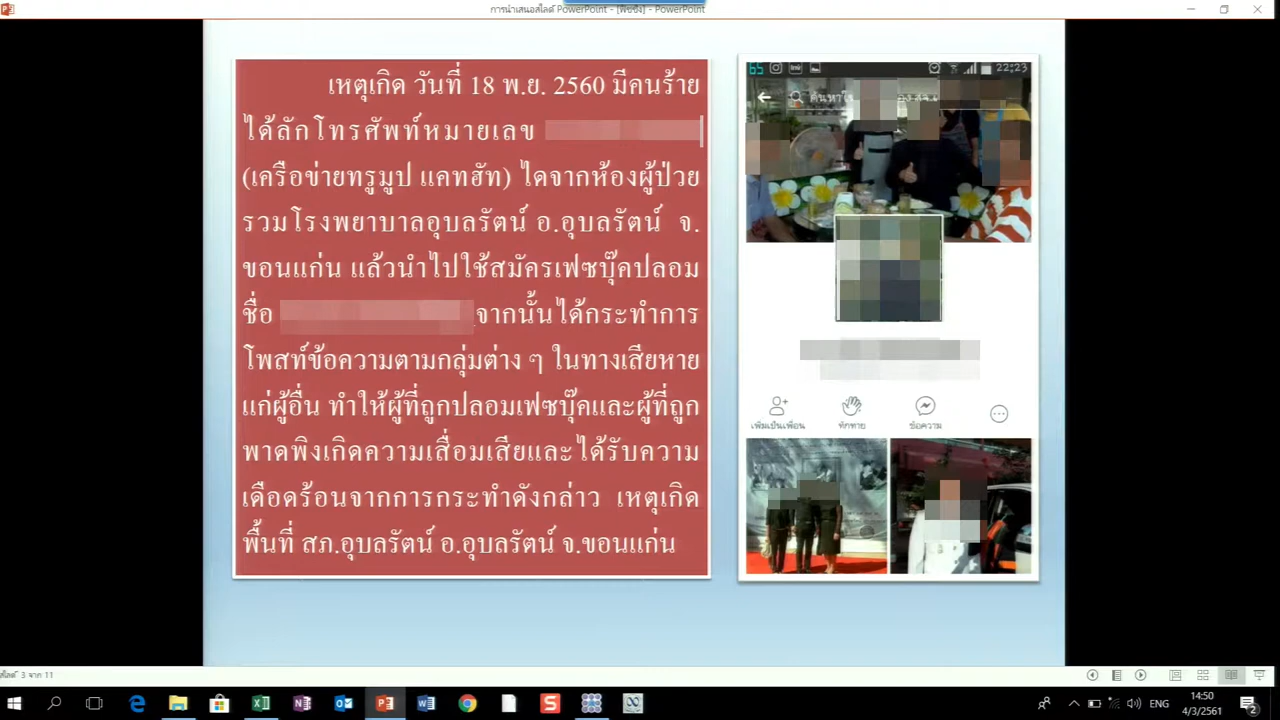 การนำเสนอสไลด์ PowerPoint - [ฟิชชิ่ง] - PowerPoint
เหตุเกิด วันที่ 18 พ.ย. 2560 มีคนร้าย
ได้ลักโทรศัพท์หมายเลข
(เครือข่ายทรูมูป แคทฮัท) ไดจากห้องผู้ป่วย
รวมโรงพยาบาลอุบลรัตน์ อ.อุบลรัตน์ จ.
ขอนแก่น แล้วนำไปใช้สมัครเฟซบุ๊คปลอม
ชื่อ จากนั้นได้กระทำการ
โพสท์ข้อความตามกลุ่มต่าง ๆ ในทางเสียหาย
แก่ผู้อื่น ทำให้ผู้ที่ถูกปลอมเฟซบุ๊คและผู้ที่ถูก
พาดพิงเกิดความเสื่อมเสียและได้รับความ
เดือดร้อนจากการกระทำดังกล่าว เหตุเกิด
พื้นที่ สภ.อุบลรัตน์ อ.อุบลรัตน์ จ.ขอนแก่น
65
22:23
เพิ่มเป็นเพื่อน
ทักทาย
ข้อความ
สไลด์ 3 จาก 11
ENG
14:50
4/3/2561
2